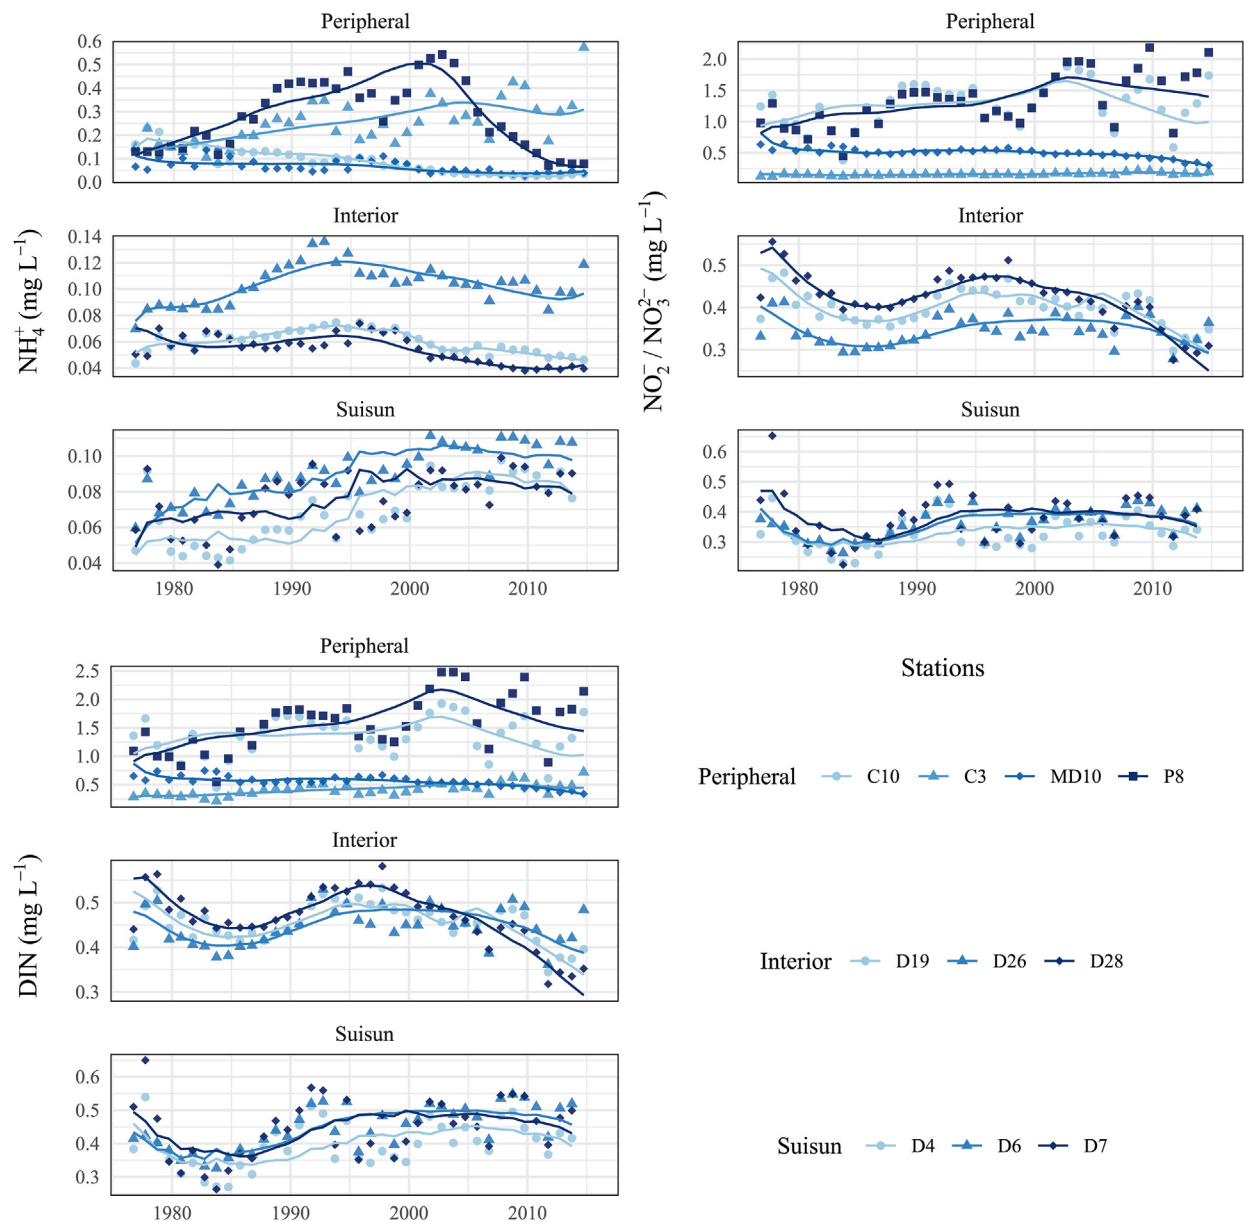 Peripheral
0.6
0.5
0.4
0.3
0.2
0.1
0.0
Interior
0.14
0.12
0.10
0.08
0.06
0.04
Suisun
0.10
0.08
0.06
0.04
1980 1990 2000 2010
NH₄⁺ (mg L⁻¹)
Peripheral
2.0
1.5
1.0
0.5
Interior
0.5
0.4
0.3
Suisun
0.6
0.5
0.4
0.3
1980 1990 2000 2010
NO₂⁻ / NO₃²⁻ (mg L⁻¹)
Peripheral
2.5
2.0
1.5
1.0
0.5
Interior
0.5
0.4
0.3
Suisun
0.6
0.5
0.4
0.3
1980 1990 2000 2010
DIN (mg L⁻¹)
Stations
Peripheral C10 C3 MD10 P8
Interior D19 D26 D28
Suisun D4 D6 D7